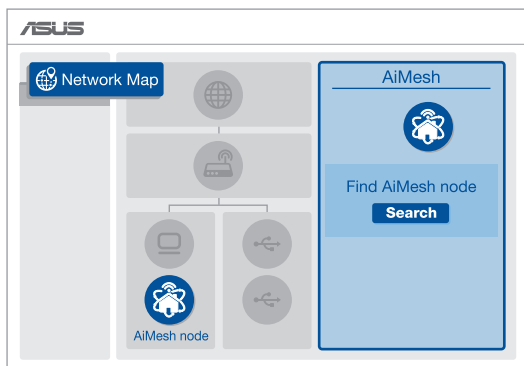 ASUS
Network Map
AiMesh
Find AiMesh node
Search
AiMesh node